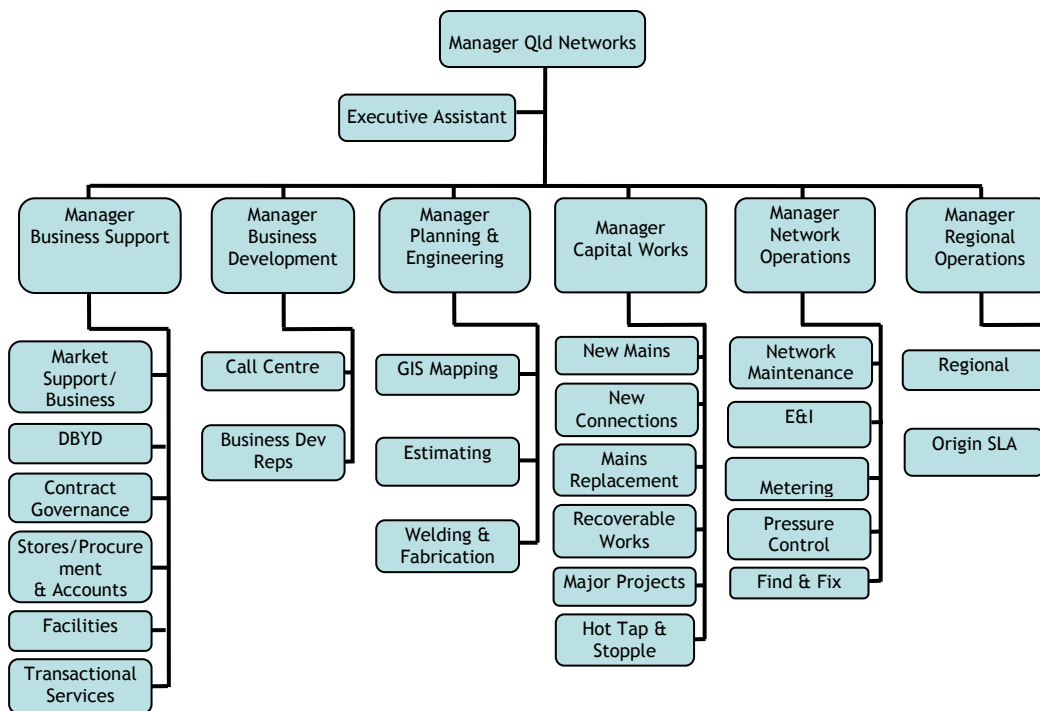 Manager Qld Networks
Executive Assistant
Manager
Business Support
Manager
Business
Development
Manager
Planning &
Engineering
Manager
Capital Works
Manager
Network
Operations
Manager
Regional
Operations
Market
Support/
Business
DBYD
Contract
Governance
Stores/Procure
ment
& Accounts
Facilities
Transactional
Services
Call Centre
Business Dev
Reps
GIS Mapping
Estimating
Welding &
Fabrication
New Mains
New
Connections
Mains
Replacement
Recoverable
Works
Major Projects
Hot Tap &
Stopple
Network
Maintenance
E&I
Metering
Pressure
Control
Find & Fix
Regional
Origin SLA